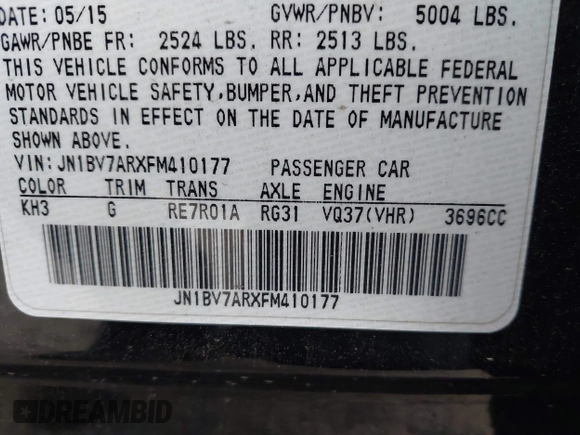 DATE: 05/15 GVWR/PNBV: 5004 LBS.
GAWR/PNBE FR: 2524 LBS. RR: 2513 LBS.
THIS VEHICLE CONFORMS TO ALL APPLICABLE FEDERAL
MOTOR VEHICLE SAFETY,BUMPER,AND THEFT PREVENTION
STANDARDS IN EFFECT ON THE DATE OF MANUFACTURE
SHOWN ABOVE.
VIN:JN1BV7ARXFM410177 PASSENGER CAR
COLOR TRIM TRANS AXLE ENGINE
KH3 G RE7R01A RG31 VQ37(VHR) 3696CC
JN1BV7ARXFM410177
DREAMBID